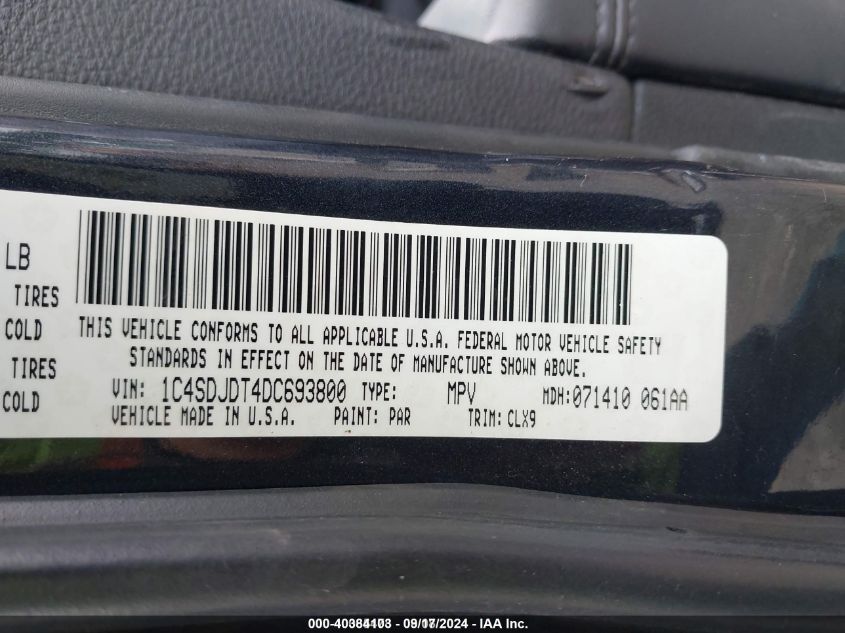 LB
TIRES
COLD
TIRES
COLD
THIS VEHICLE CONFORMS TO ALL APPLICABLE U.S.A. FEDERAL MOTOR VEHICLE SAFETY
STANDARDS IN EFFECT ON THE DATE OF MANUFACTURE SHOWN ABOVE.
VIN: 1C4SDJDT4DC693800 TYPE: MPV MDH:071410 061AA
VEHICLE MADE IN U.S.A. PAINT: PAR TRIM: CLX9
000-40384103 - 09/17/2024 - IAA Inc.